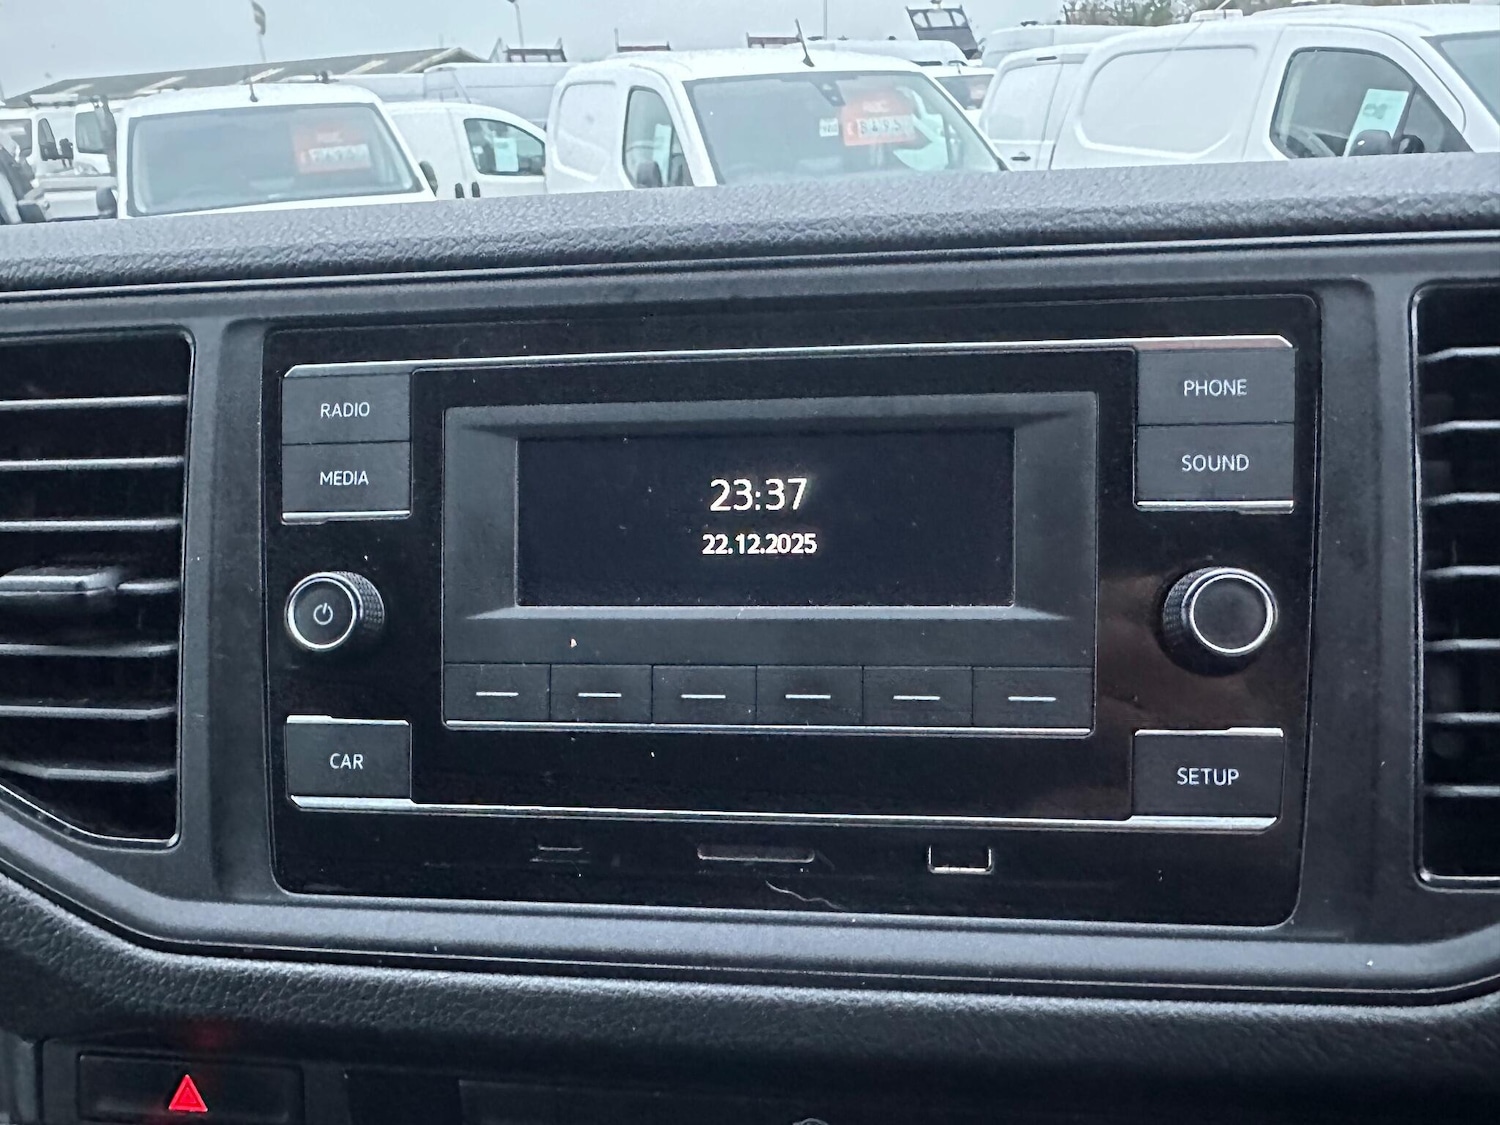 RADIO
MEDIA
PHONE
SOUND
23:37
22.12.2025
CAR
SETUP